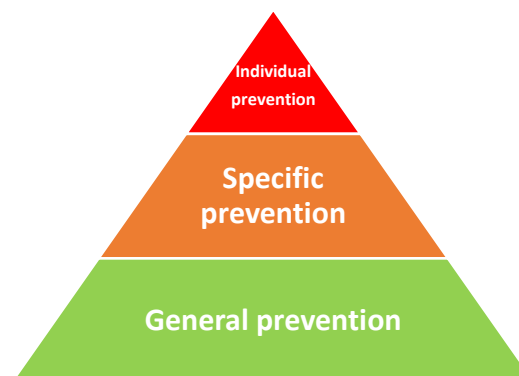 Individual
prevention
Specific
prevention
General prevention